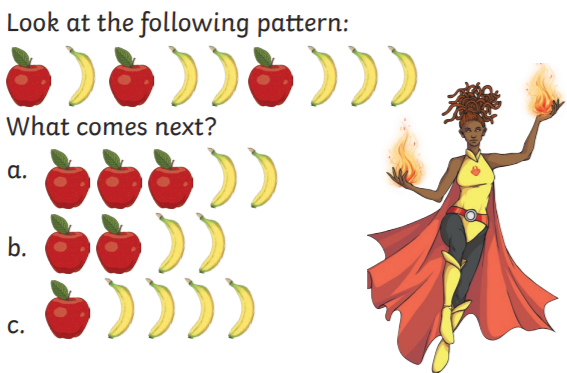 Look at the following pattern:
What comes next?
a.
b.
c.